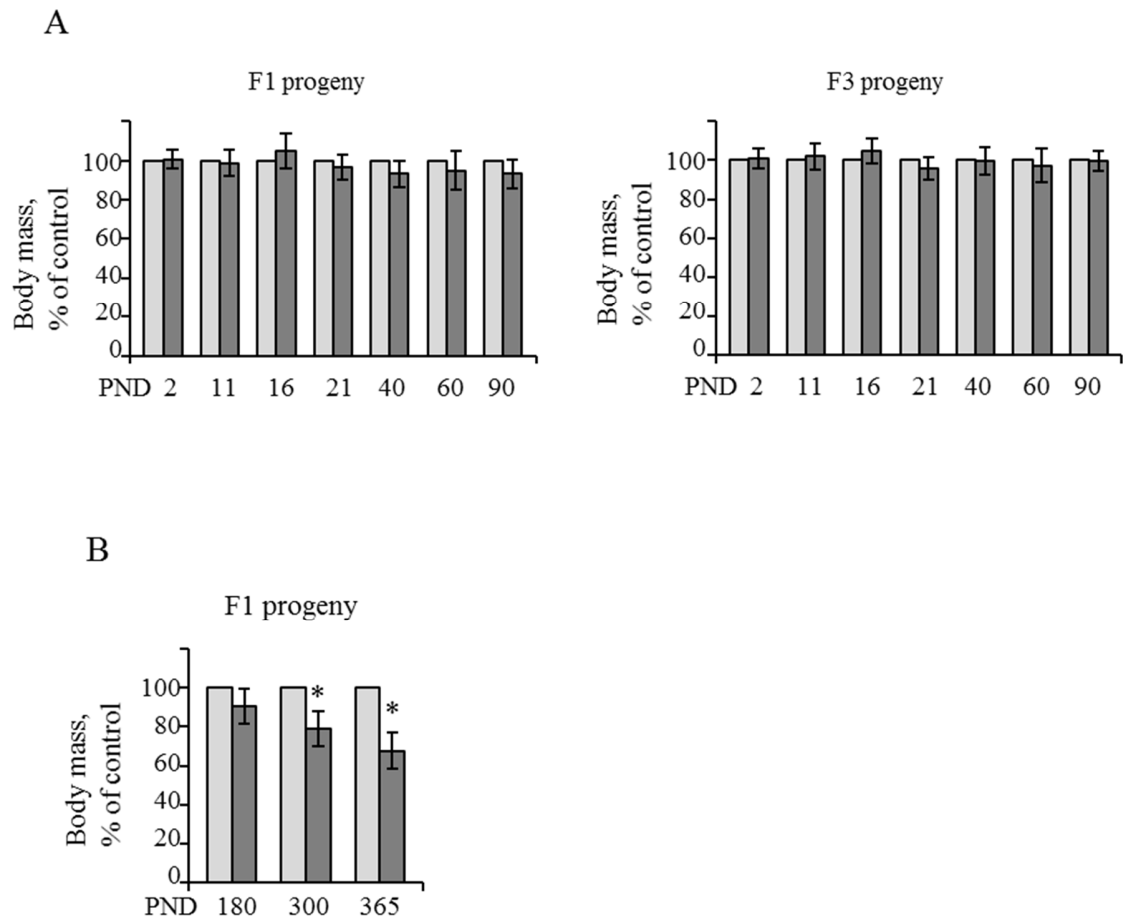 A
F1 progeny
Body mass,
% of control
100
80
60
40
20
0
PND 2 11 16 21 40 60 90
F3 progeny
Body mass,
% of control
100
80
60
40
20
0
PND 2 11 16 21 40 60 90
B
F1 progeny
Body mass,
% of control
100
80
60
40
20
0
* *
PND 180 300 365